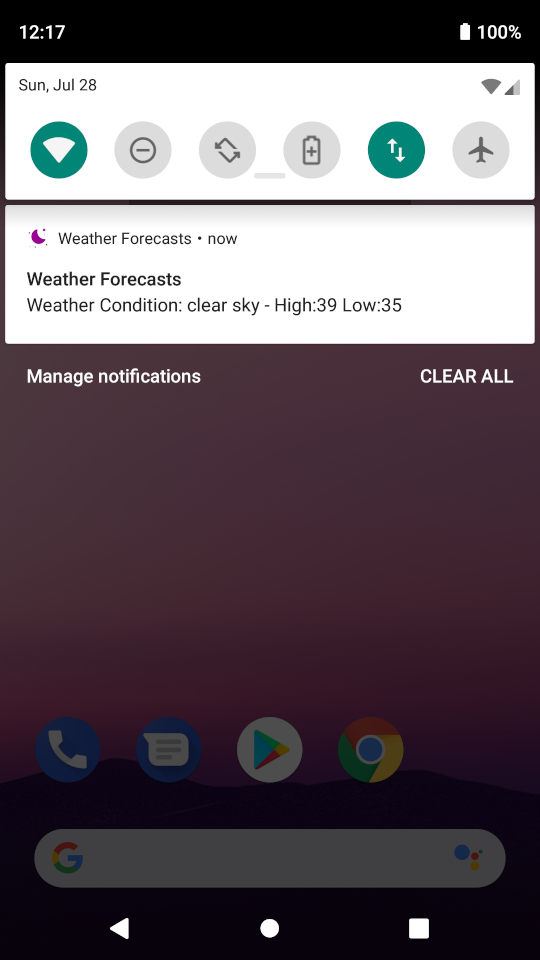 12:17
100%
Sun, Jul 28
Weather Forecasts • now
Weather Forecasts
Weather Condition: clear sky - High:39 Low:35
Manage notifications
CLEAR ALL